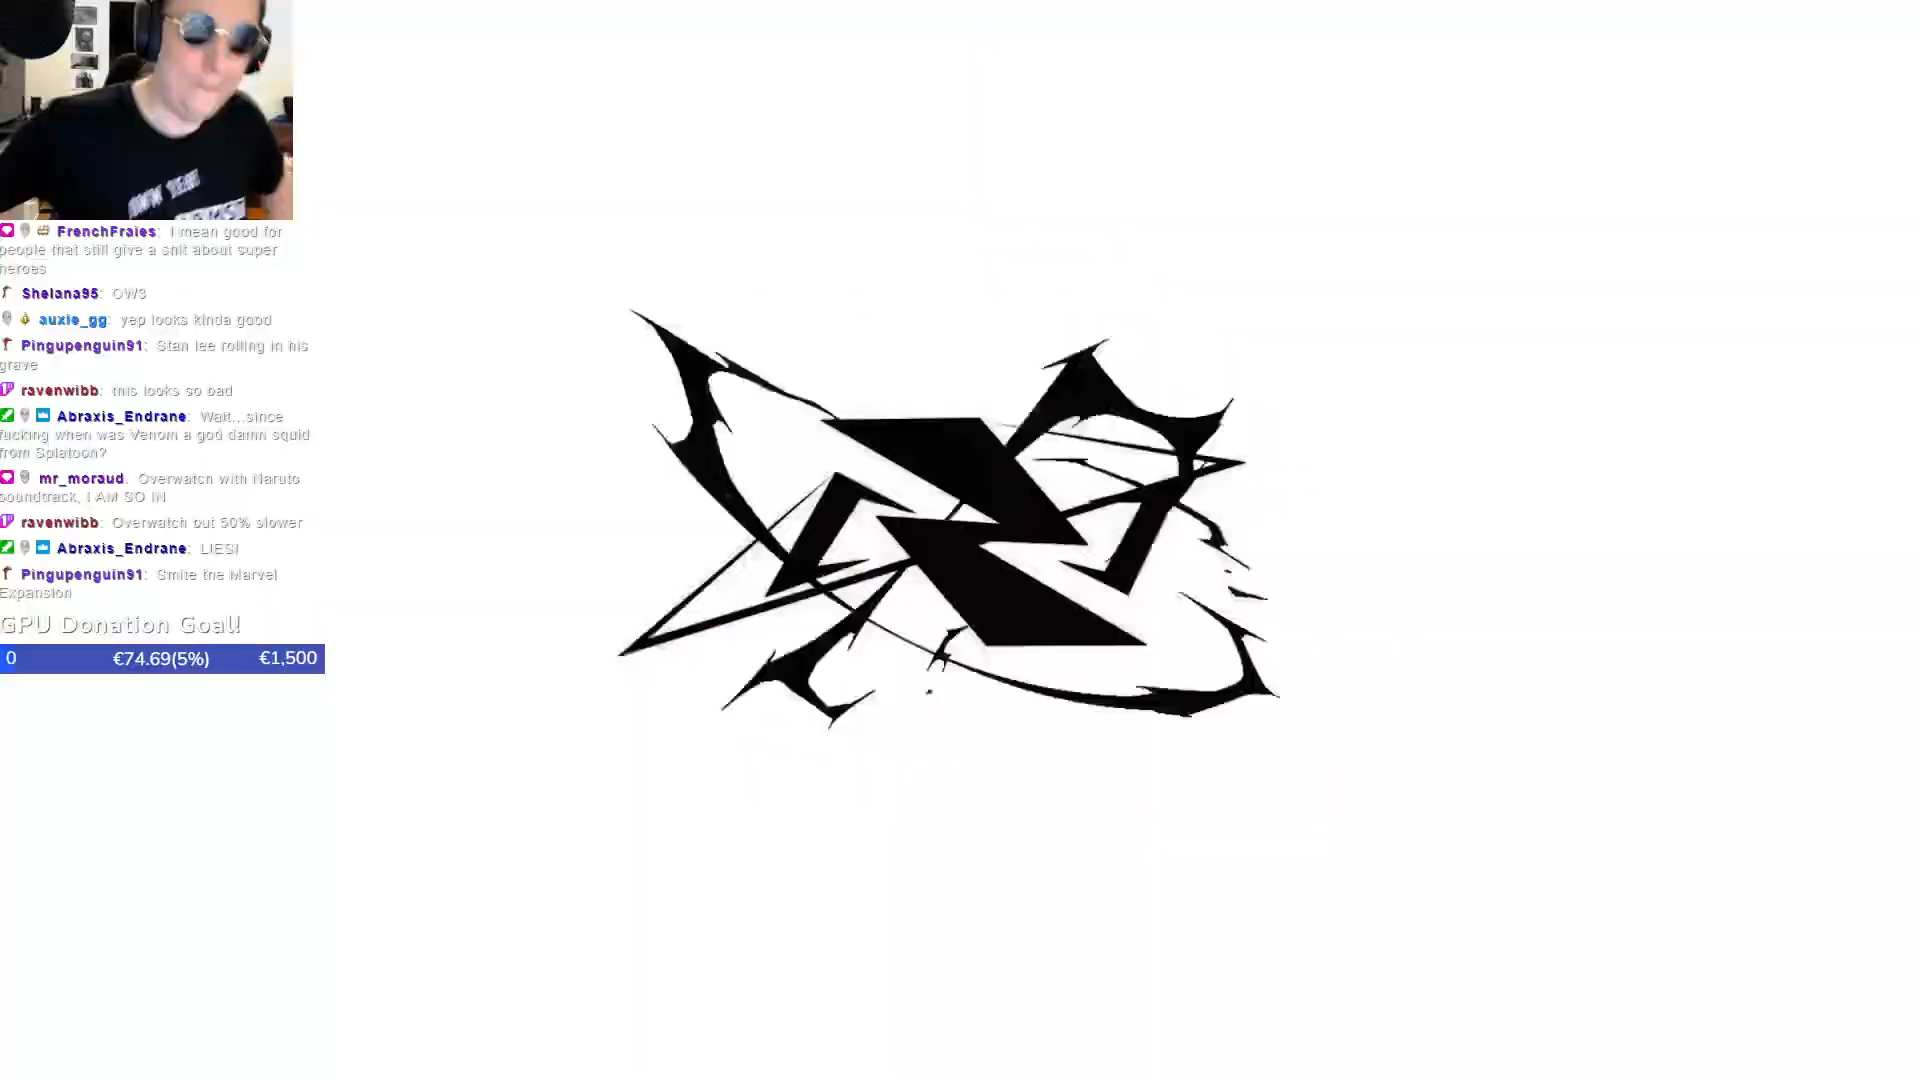 FrenchFraies: I mean good for
people that still give a shit about super
heroes
Shelana95: OW3
auxie_gg: yep looks kinda good
Pingupenguin91: Stan lee rolling in his
grave
ravenwibb: this looks so bad
Abraxis_Endrane: Wait...since
fucking when was Venom a god damn squid
from Splatoon?
mr_moraud: Overwatch with Naruto
soundtrack, I AM SO IN
ravenwibb: Overwatch but 50% slower
Abraxis_Endrane: LIES!
Pingupenguin91: Smite the Marvel
Expansion
GPU Donation Goal!
0 €74.69(5%) €1,500